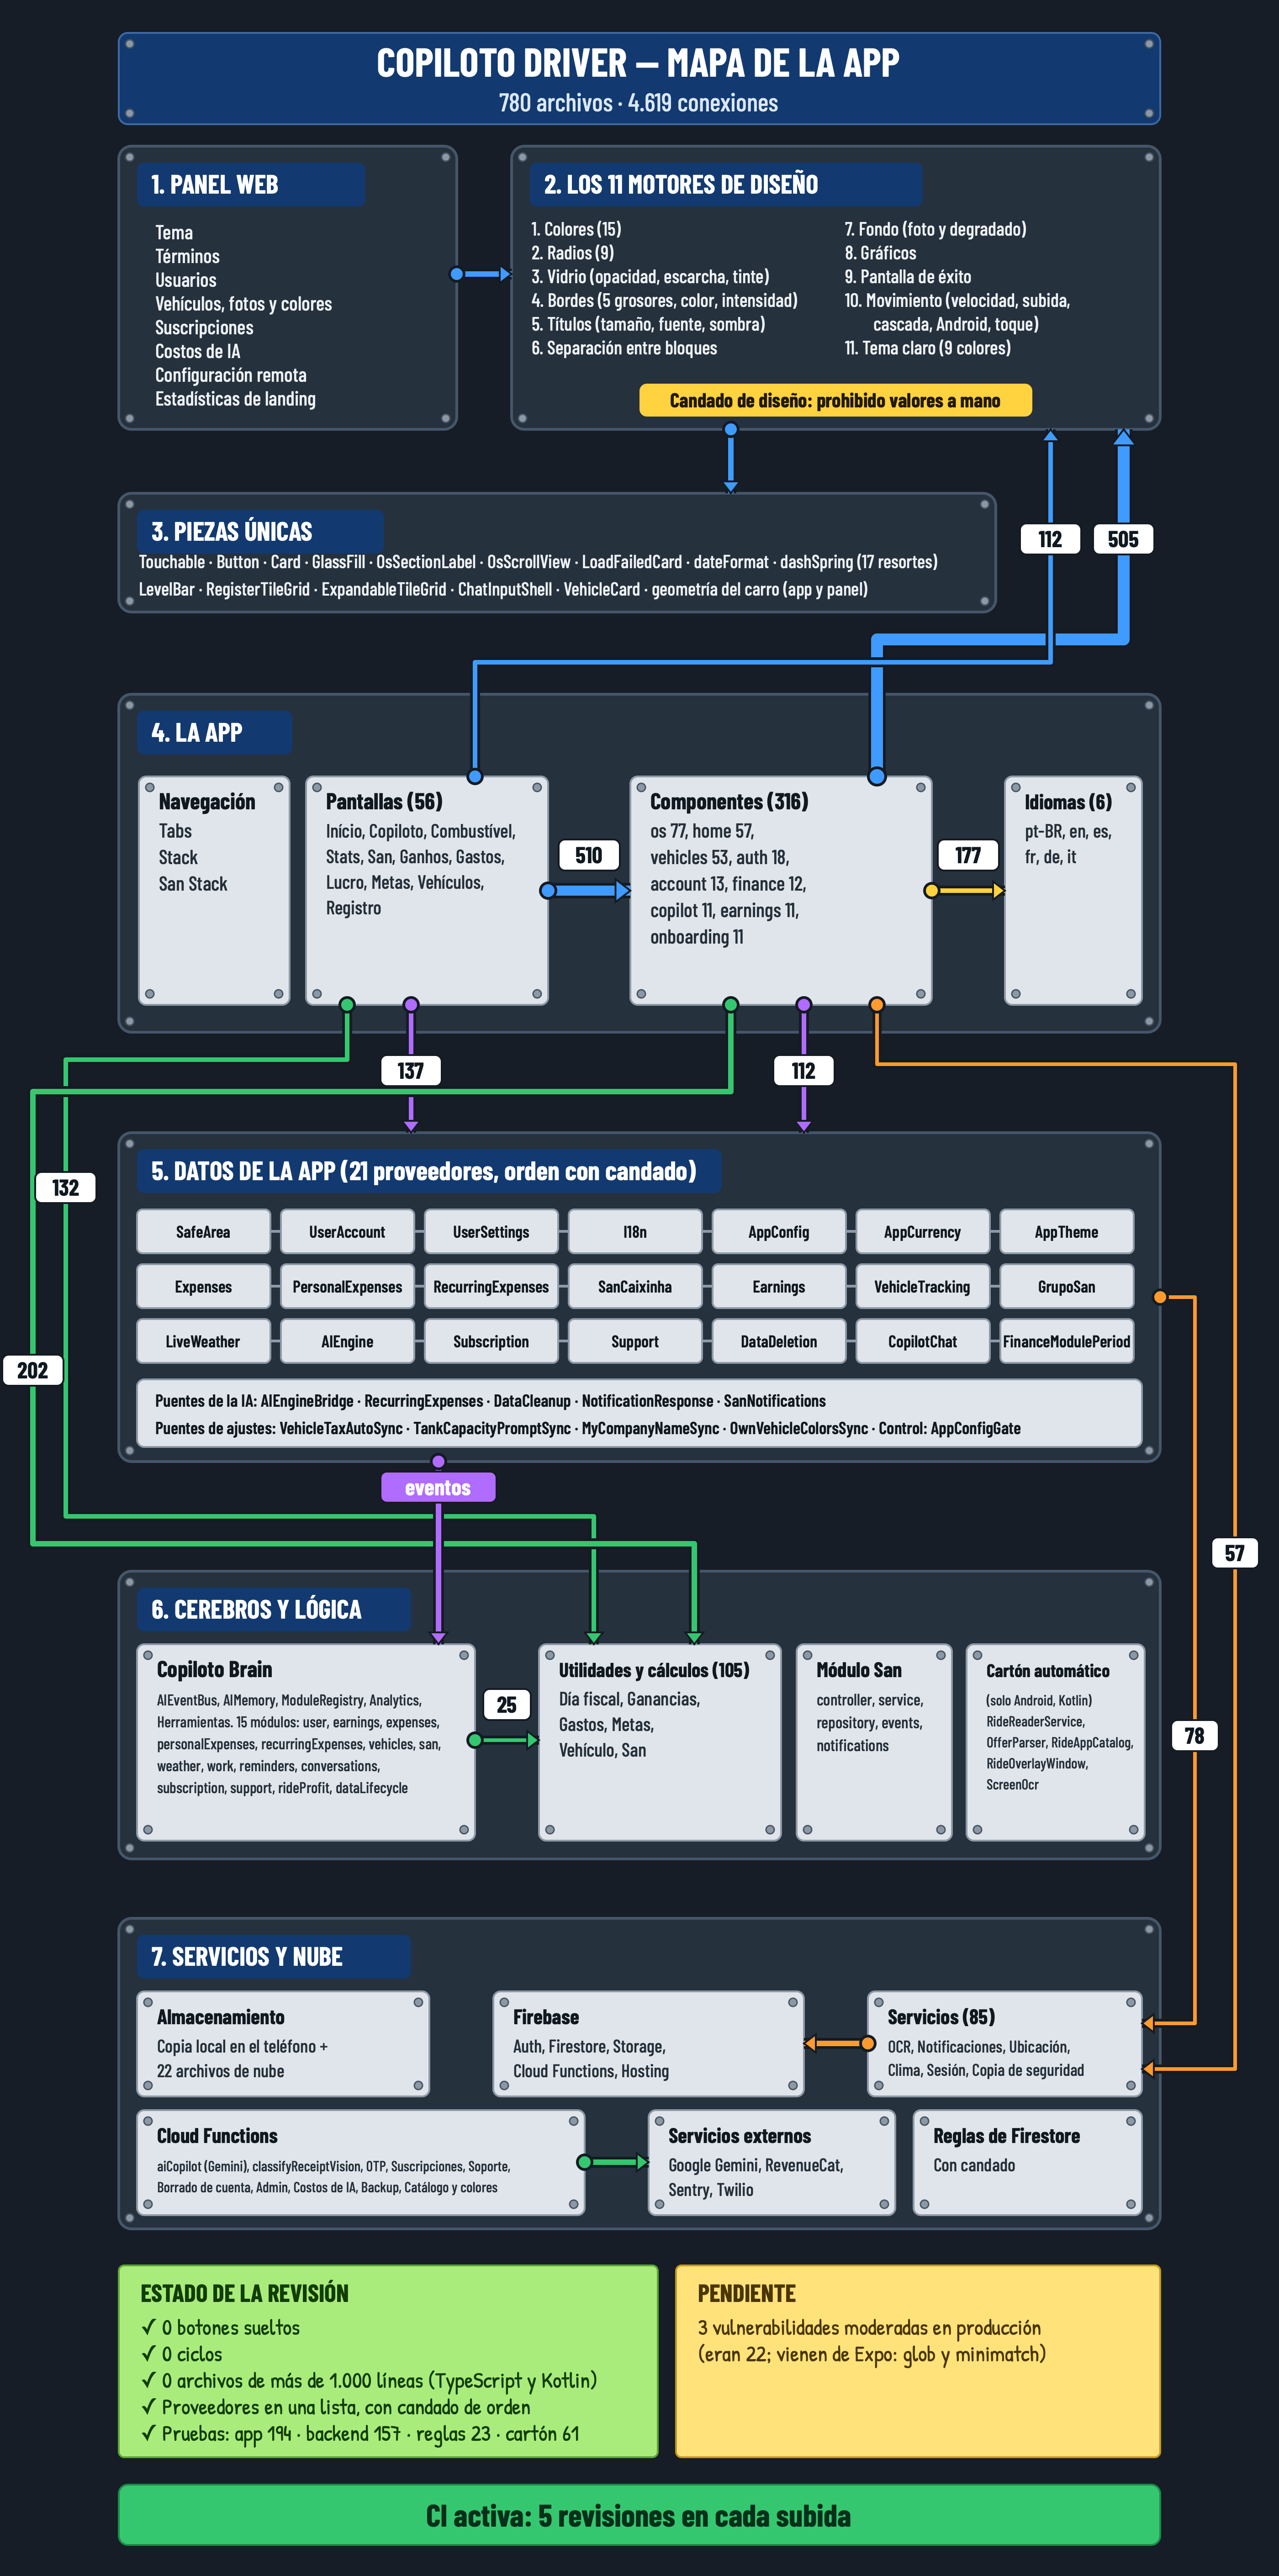 COPILOTO DRIVER — MAPA DE LA APP
780 archivos · 4.619 conexiones
1. PANEL WEB
Tema
Términos
Usuarios
Vehículos, fotos y colores
Suscripciones
Costos de IA
Configuración remota
Estadísticas de landing
2. LOS 11 MOTORES DE DISEÑO
1. Colores (15)
2. Radios (9)
3. Vidrio (opacidad, escarcha, tinte)
4. Bordes (5 grosores, color, intensidad)
5. Títulos (tamaño, fuente, sombra)
6. Separación entre bloques
7. Fondo (foto y degradado)
8. Gráficos
9. Pantalla de éxito
10. Movimiento (velocidad, subida,
cascada, Android, toque)
11. Tema claro (9 colores)
Candado de diseño: prohibido valores a mano
3. PIEZAS ÚNICAS
Touchable · Button · Card · GlassFill · OsSectionLabel · OsScrollView · LoadFailedCard · dateFormat · dashSpring (17 resortes)
LevelBar · RegisterTileGrid · ExpandableTileGrid · ChatInputShell · VehicleCard · geometría del carro (app y panel)
112
505
4. LA APP
Navegación
Tabs
Stack
San Stack
Pantallas (56)
Início, Copiloto, Combustível,
Stats, San, Ganhos, Gastos,
Lucro, Metas, Vehículos,
Registro
510
Componentes (316)
os 77, home 57,
vehicles 53, auth 18,
account 13, finance 12,
copilot 11, earnings 11,
onboarding 11
177
Idiomas (6)
pt-BR, en, es,
fr, de, it
137
112
132
202
5. DATOS DE LA APP (21 proveedores, orden con candado)
SafeArea
UserAccount
UserSettings
I18n
AppConfig
AppCurrency
AppTheme
Expenses
PersonalExpenses
RecurringExpenses
SanCaixinha
Earnings
VehicleTracking
GrupoSan
LiveWeather
AIEngine
Subscription
Support
DataDeletion
CopilotChat
FinanceModulePeriod
Puentes de la IA: AIEngineBridge · RecurringExpenses · DataCleanup · NotificationResponse · SanNotifications
Puentes de ajustes: VehicleTaxAutoSync · TankCapacityPromptSync · MyCompanyNameSync · OwnVehicleColorsSync · Control: AppConfigGate
eventos
57
78
6. CEREBROS Y LÓGICA
Copiloto Brain
AIEventBus, AIMemory, ModuleRegistry, Analytics,
Herramientas. 15 módulos: user, earnings, expenses,
personalExpenses, recurringExpenses, vehicles, san,
weather, work, reminders, conversations,
subscription, support, rideProfit, dataLifecycle
25
Utilidades y cálculos (105)
Día fiscal, Ganancias,
Gastos, Metas,
Vehículo, San
Módulo San
controller, service,
repository, events,
notifications
Cartón automático
(solo Android, Kotlin)
RideReaderService,
OfferParser, RideAppCatalog,
RideOverlayWindow,
ScreenOcr
7. SERVICIOS Y NUBE
Almacenamiento
Copia local en el teléfono +
22 archivos de nube
Firebase
Auth, Firestore, Storage,
Cloud Functions, Hosting
Servicios (85)
OCR, Notificaciones, Ubicación,
Clima, Sesión, Copia de seguridad
Cloud Functions
aiCopilot (Gemini), classifyReceiptVision, OTP, Suscripciones, Soporte,
Borrado de cuenta, Admin, Costos de IA, Backup, Catálogo y colores
Servicios externos
Google Gemini, RevenueCat,
Sentry, Twilio
Reglas de Firestore
Con candado
ESTADO DE LA REVISIÓN
✓ 0 botones sueltos
✓ 0 ciclos
✓ 0 archivos de más de 1.000 líneas (TypeScript y Kotlin)
✓ Proveedores en una lista, con candado de orden
✓ Pruebas: app 194 · backend 157 · reglas 23 · cartón 61
PENDIENTE
3 vulnerabilidades moderadas en producción
(eran 22; vienen de Expo: glob y minimatch)
CI activa: 5 revisiones en cada subida